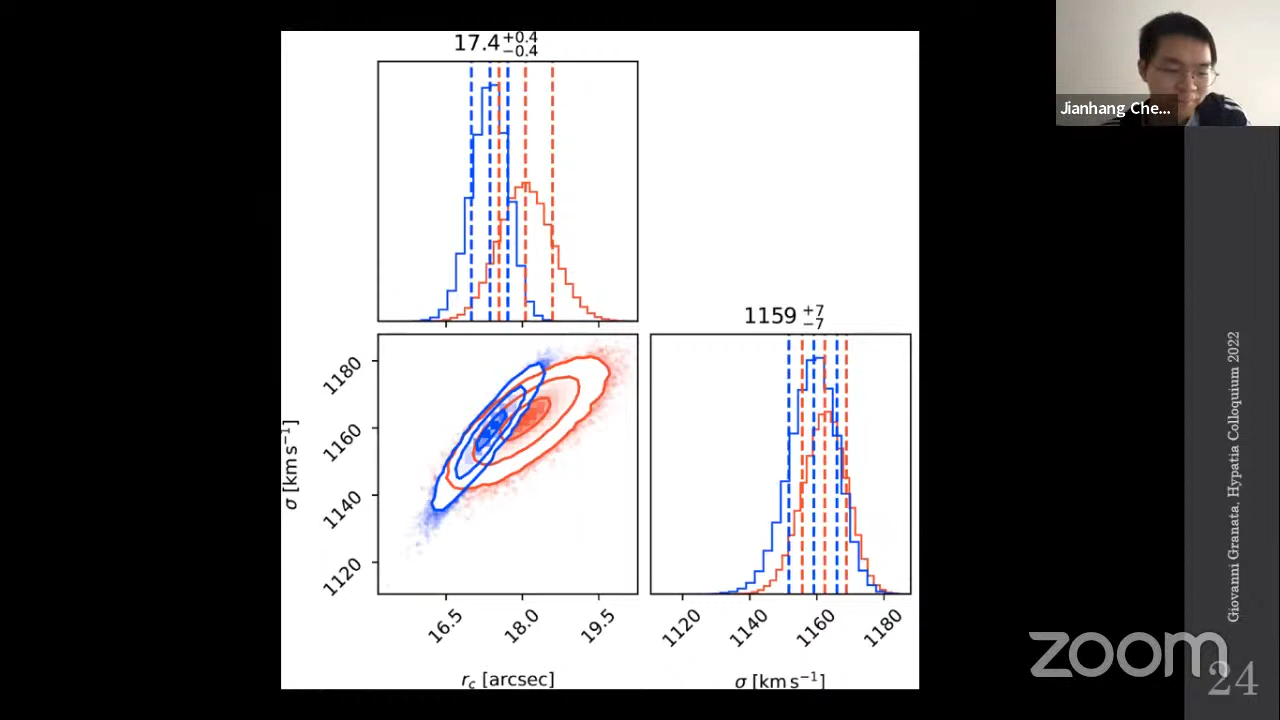 17.4 +0.4 −0.4
Jianhang Che...
1159 +7 −7
σ [km s⁻¹]
1180
1160
1140
1120
16.5
18.0
19.5
r_c [arcsec]
1120
1140
1160
1180
σ [km s⁻¹]
Giovanni Granata, Hypatia Colloquium 2022
zoom
24